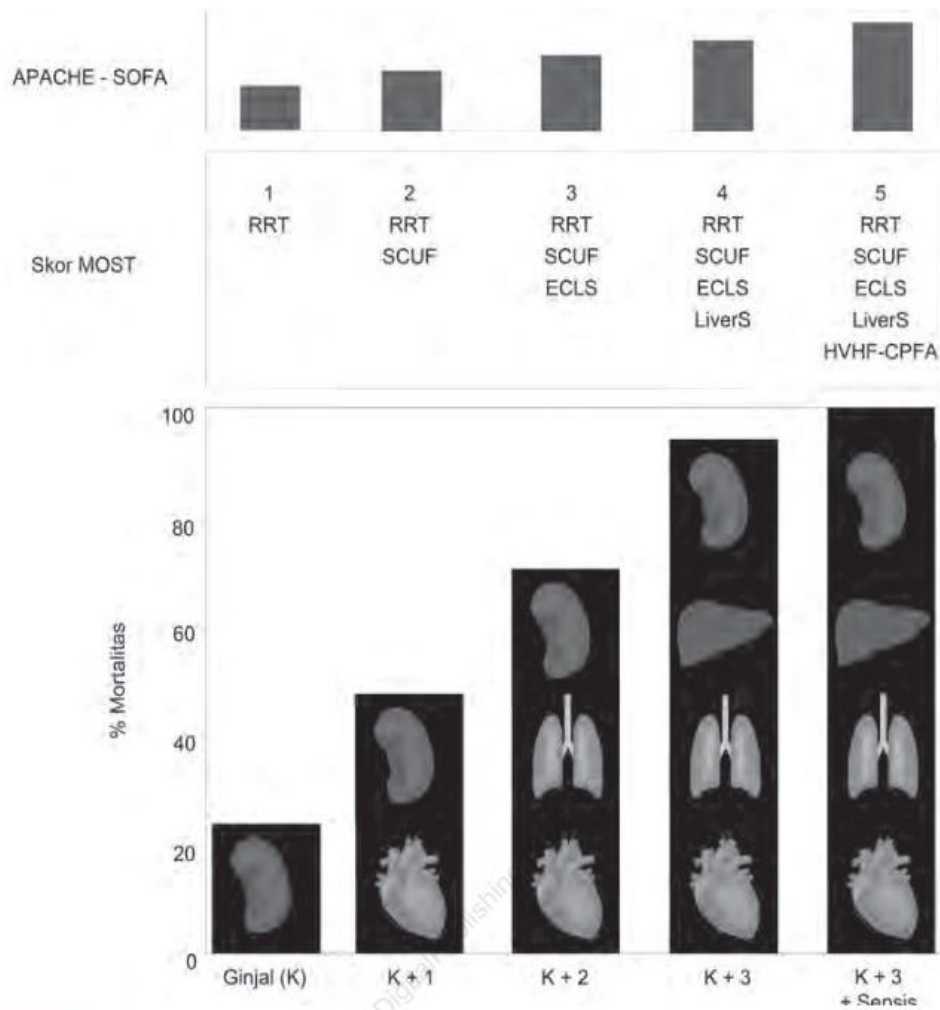 APACHE - SOFA
1 2 3 4 5
RRT RRT RRT RRT RRT
SCUF SCUF SCUF SCUF
Skor MOST
ECLS ECLS ECLS
LiverS LiverS
HVHF-CPFA
% Mortalitas
100
80
60
40
20
0
Ginjal (K) K + 1 K + 2 K + 3 K + 3
+ Sepsis
Digital